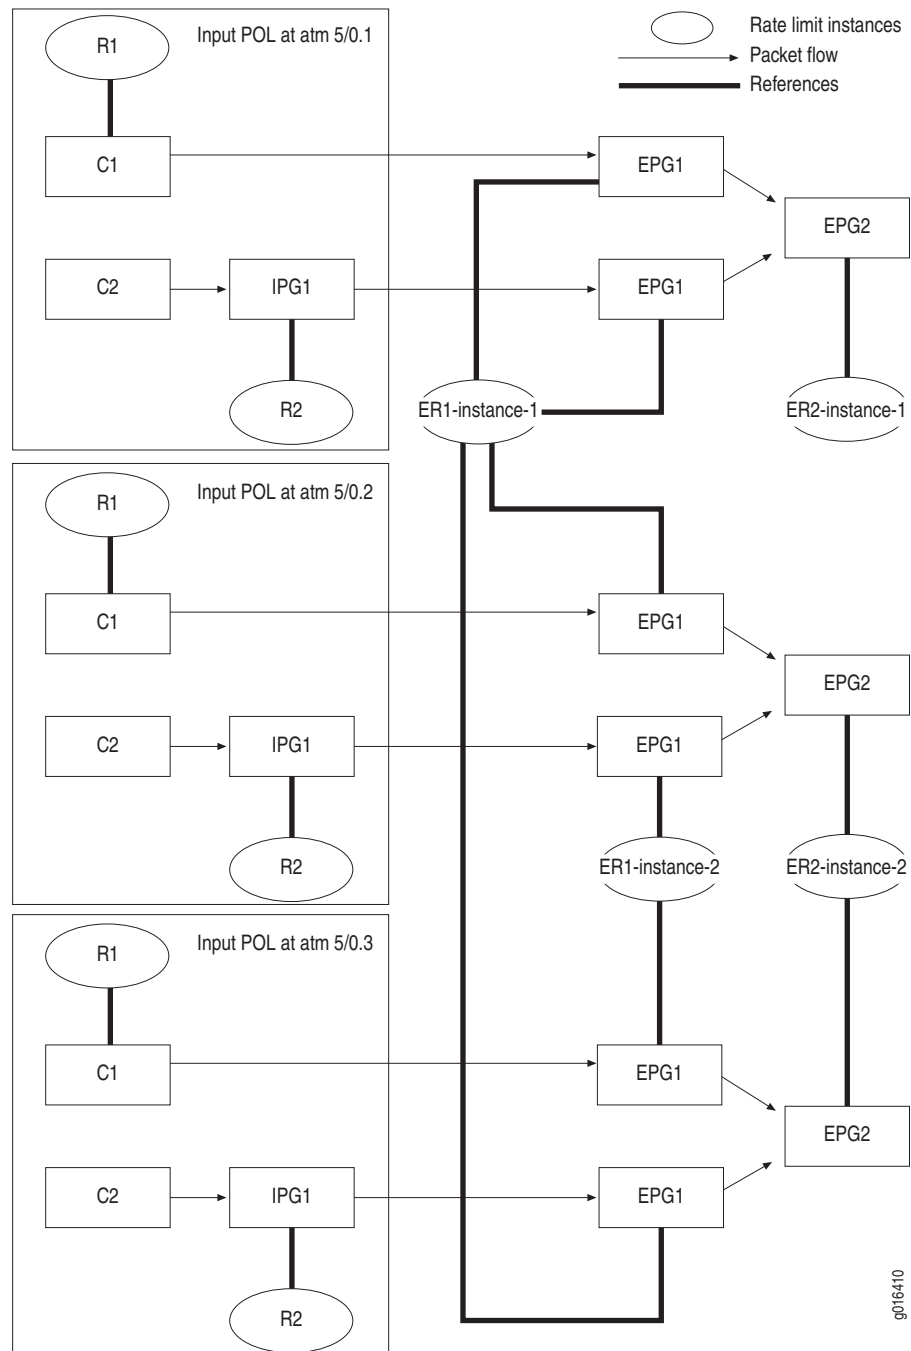 R1
Input POL at atm 5/0.1
Rate limit instances
Packet flow
References
C1
EPG1
EPG2
C2
IPG1
EPG1
R2
ER1-instance-1
ER2-instance-1
R1
Input POL at atm 5/0.2
C1
EPG1
EPG2
C2
IPG1
EPG1
R2
ER1-instance-2
ER2-instance-2
R1
Input POL at atm 5/0.3
C1
EPG1
EPG2
C2
IPG1
EPG1
R2
g016410